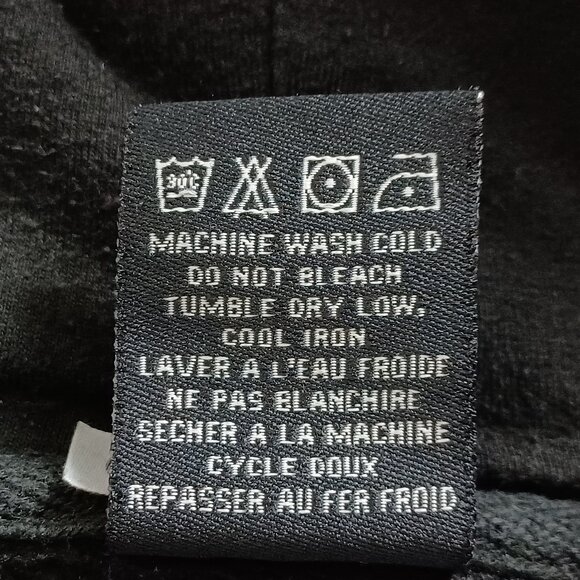 30°C
MACHINE WASH COLD
DO NOT BLEACH
TUMBLE DRY LOW.
COOL IRON
LAVER A L'EAU FROIDE
NE PAS BLANCHIRE
SECHER A LA MACHINE
CYCLE DOUX
REPASSER AU FER FROID